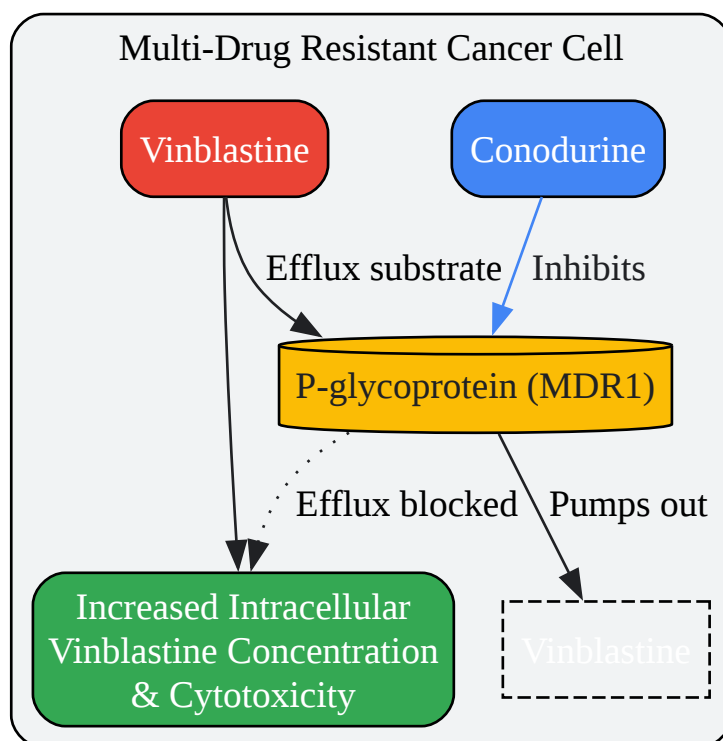 Multi-Drug Resistant Cancer Cell
Vinblastine
Conodurine
Efflux substrate
Inhibits
P-glycoprotein (MDR1)
Efflux blocked
Pumps out
Increased Intracellular
Vinblastine Concentration
& Cytotoxicity
Vinblastine